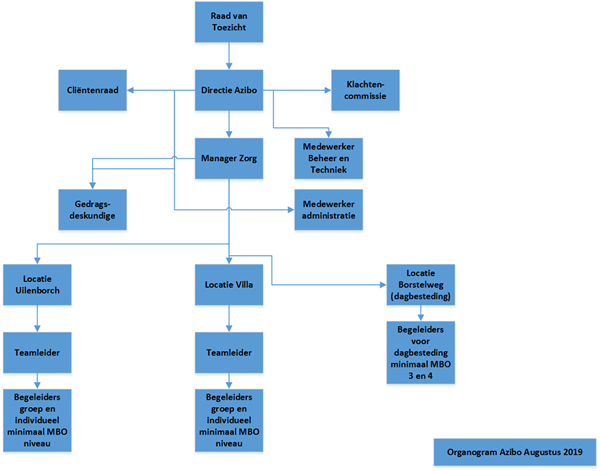 Raad van
Toezicht
Cliëntenraad
Directie Azibo
Klachten-
commissie
Manager Zorg
Medewerker
Beheer en
Techniek
Gedrags-
deskundige
Medewerker
administratie
Locatie
Uilenborch
Locatie Villa
Locatie
Borstelweg
(dagbesteding)
Teamleider
Teamleider
Begeleiders
voor
dagbesteding
minimaal MBO
3 en 4
Begeleiders
groep en
individueel
minimaal MBO
niveau
Begeleiders
groep en
individueel
minimaal MBO
niveau
Organogram Azibo Augustus 2019